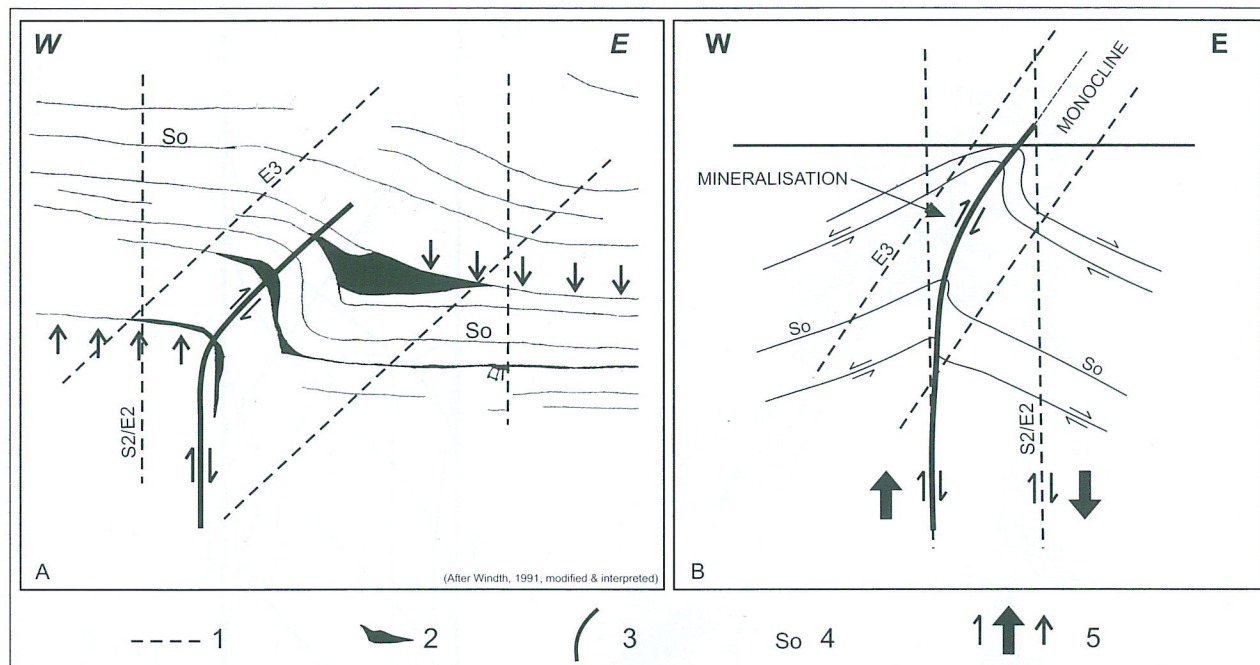 W
E
So
E3
So
S2/E2
A
(After Windth, 1991, modified & interpreted)
W
E
MONOCLINE
MINERALISATION
E3
So
So
S2/E2
B
1
2
3
So 4
5